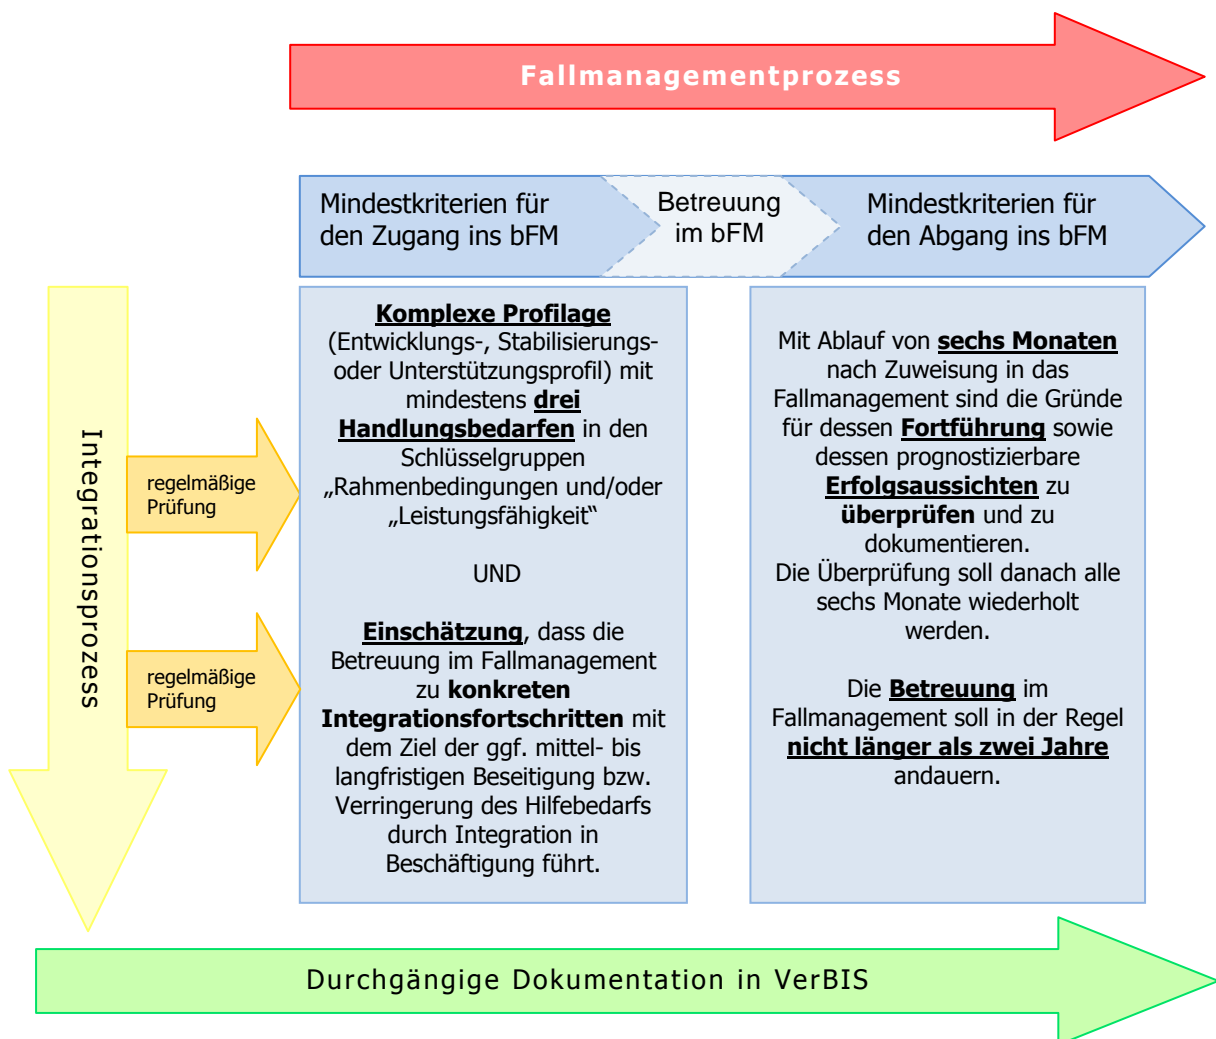 Fallmanagementprozess
Mindestkriterien für
den Zugang ins bFM
Betreuung
im bFM
Mindestkriterien für
den Abgang ins bFM
Integrationsprozess
regelmäßige
Prüfung
regelmäßige
Prüfung
Komplexe Profilage
(Entwicklungs-, Stabilisierungs-
oder Unterstützungsprofil) mit
mindestens drei
Handlungsbedarfen in den
Schlüsselgruppen
„Rahmenbedingungen und/oder
„Leistungsfähigkeit“
UND
Einschätzung, dass die
Betreuung im Fallmanagement
zu konkreten
Integrationsfortschritten mit
dem Ziel der ggf. mittel- bis
langfristigen Beseitigung bzw.
Verringerung des Hilfebedarfs
durch Integration in
Beschäftigung führt.
Mit Ablauf von sechs Monaten
nach Zuweisung in das
Fallmanagement sind die Gründe
für dessen Fortführung sowie
dessen prognostizierbare
Erfolgsaussichten zu
überprüfen und zu
dokumentieren.
Die Überprüfung soll danach alle
sechs Monate wiederholt
werden.
Die Betreuung im
Fallmanagement soll in der Regel
nicht länger als zwei Jahre
andauern.
Durchgängige Dokumentation in VerBIS